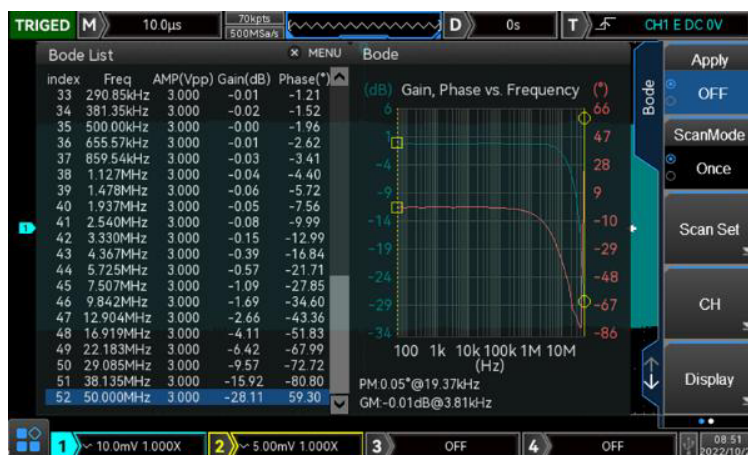 TRIGED M 10.0μs 70kpts 500MSa/s D 0s T CH1 E DC 0V
Bode List × MENU
index Freq AMP(Vpp) Gain(dB) Phase(°)
33 290.85kHz 3.000 -0.01 -1.21
34 381.35kHz 3.000 -0.02 -1.52
35 500.00kHz 3.000 -0.00 -1.96
36 655.57kHz 3.000 -0.01 -2.62
37 859.54kHz 3.000 -0.03 -3.41
38 1.127MHz 3.000 -0.04 -4.40
39 1.478MHz 3.000 -0.06 -5.72
40 1.937MHz 3.000 -0.05 -7.56
41 2.540MHz 3.000 -0.08 -9.99
42 3.330MHz 3.000 -0.15 -12.99
43 4.367MHz 3.000 -0.39 -16.84
44 5.725MHz 3.000 -0.57 -21.71
45 7.507MHz 3.000 -1.09 -27.85
46 9.842MHz 3.000 -1.69 -34.60
47 12.904MHz 3.000 -2.66 -43.36
48 16.919MHz 3.000 -4.11 -51.83
49 22.183MHz 3.000 -6.42 -67.99
50 29.085MHz 3.000 -9.57 -72.72
51 38.135MHz 3.000 -15.92 -80.80
52 50.000MHz 3.000 -28.11 59.30
Bode
(dB) Gain, Phase vs. Frequency (°)
6 66
1 47
-4 28
-9 9
-14 -10
-19 -29
-24 -48
-29 -67
-34 -86
100 1k 10k 100k 1M 10M
(Hz)
PM:0.05°@19.37kHz
GM:-0.01dB@3.81kHz
Bode
Apply
OFF
ScanMode
Once
Scan Set
CH
Display
1
1 10.0mV 1.000X 2 5.00mV 1.000X 3 OFF 4 OFF
08:51